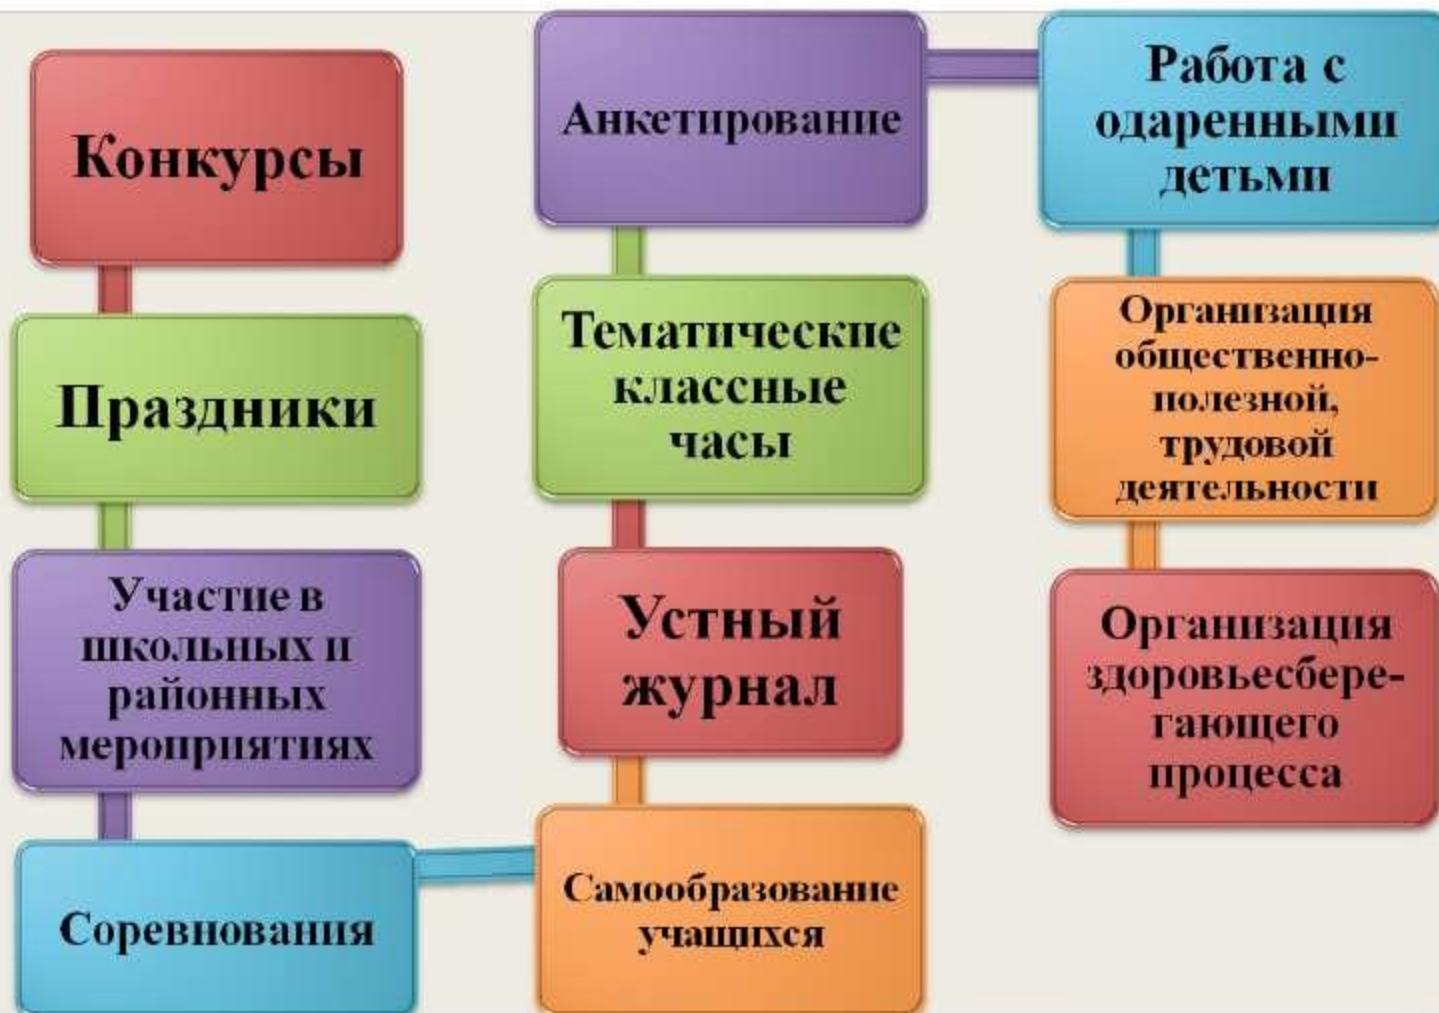 Конкурсы
Праздники
Участие в
школьных и
районных
мероприятиях
Соревнования
Самообразование
учащихся
Устный
журнал
Тематические
классные
часы
Анкетирование
Работа с
одаренными
детьми
Организация
общественно-
полезной,
трудовой
деятельности
Организация
здоровьесбере-
гающего
процесса